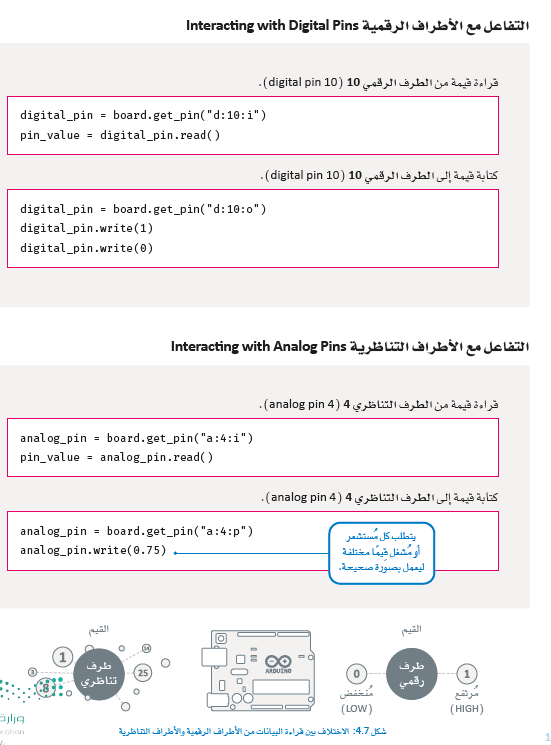 التفاعل مع الأطراف الرقمية Interacting with Digital Pins
قراءة قيمة من الطرف الرقمي 10 (digital pin 10).
digital_pin = board.get_pin("d:10:i")
pin_value = digital_pin.read()
كتابة قيمة إلى الطرف الرقمي 10 (digital pin 10).
digital_pin = board.get_pin("d:10:o")
digital_pin.write(1)
digital_pin.write(0)
التفاعل مع الأطراف التناظرية Interacting with Analog Pins
قراءة قيمة من الطرف التناظري 4 (analog pin 4).
analog_pin = board.get_pin("a:4:i")
pin_value = analog_pin.read()
كتابة قيمة إلى الطرف التناظري 4 (analog pin 4).
analog_pin = board.get_pin("a:4:p")
analog_pin.write(0.75)
يتطلب كل مُستشعر
أو مُشغل قيمًا مختلفة
ليعمل بصورة صحيحة.
القيم
طرف
رقمي
1
مُرتفع
(HIGH)
0
مُنخفض
(LOW)
ARDUINO
القيم
طرف
تناظري
1
25
8
شكل 4.7: الاختلاف بين قراءة البيانات من الأطراف الرقمية والأطراف التناظرية
وزارة
1